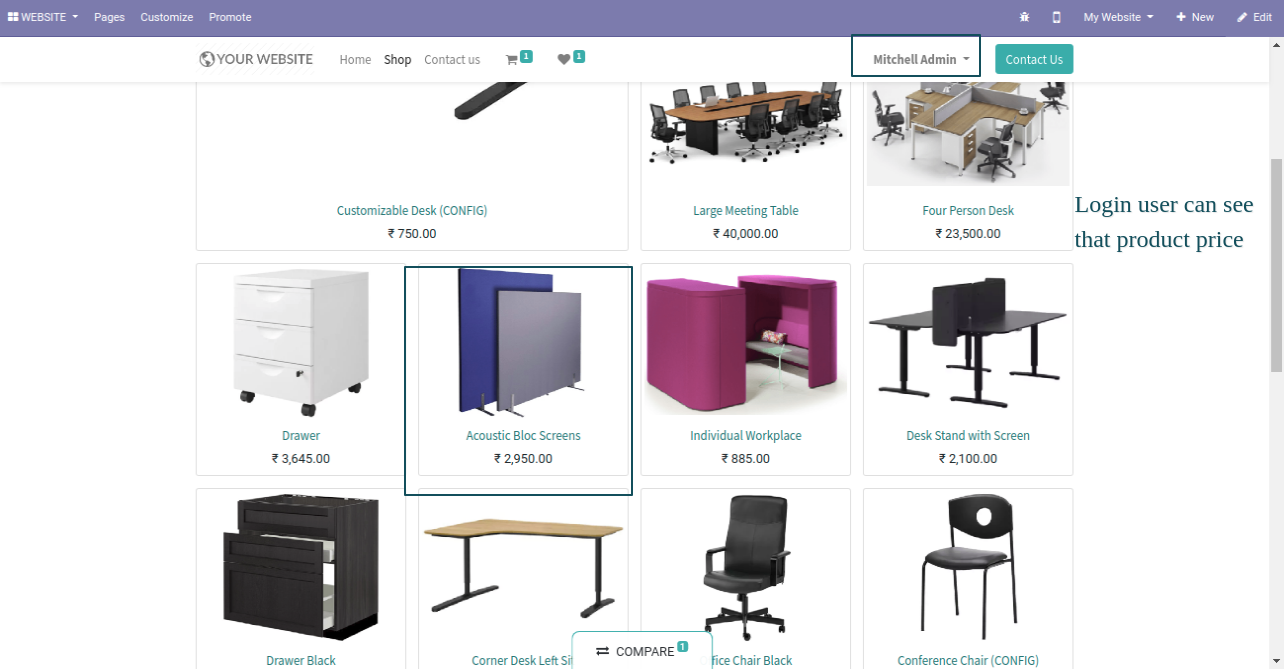 WEBSITE Pages Customize Promote My Website New Edit
YOUR WEBSITE Home Shop Contact us 1 1 Mitchell Admin Contact Us
Customizable Desk (CONFIG) Large Meeting Table Four Person Desk
₹ 750.00 ₹ 40,000.00 ₹ 23,500.00
Login user can see
that product price
Drawer Acoustic Bloc Screens Individual Workplace Desk Stand with Screen
₹ 3,645.00 ₹ 2,950.00 ₹ 885.00 ₹ 2,100.00
COMPARE 1
Drawer Black Corner Desk Left Si fice Chair Black Conference Chair (CONFIG)